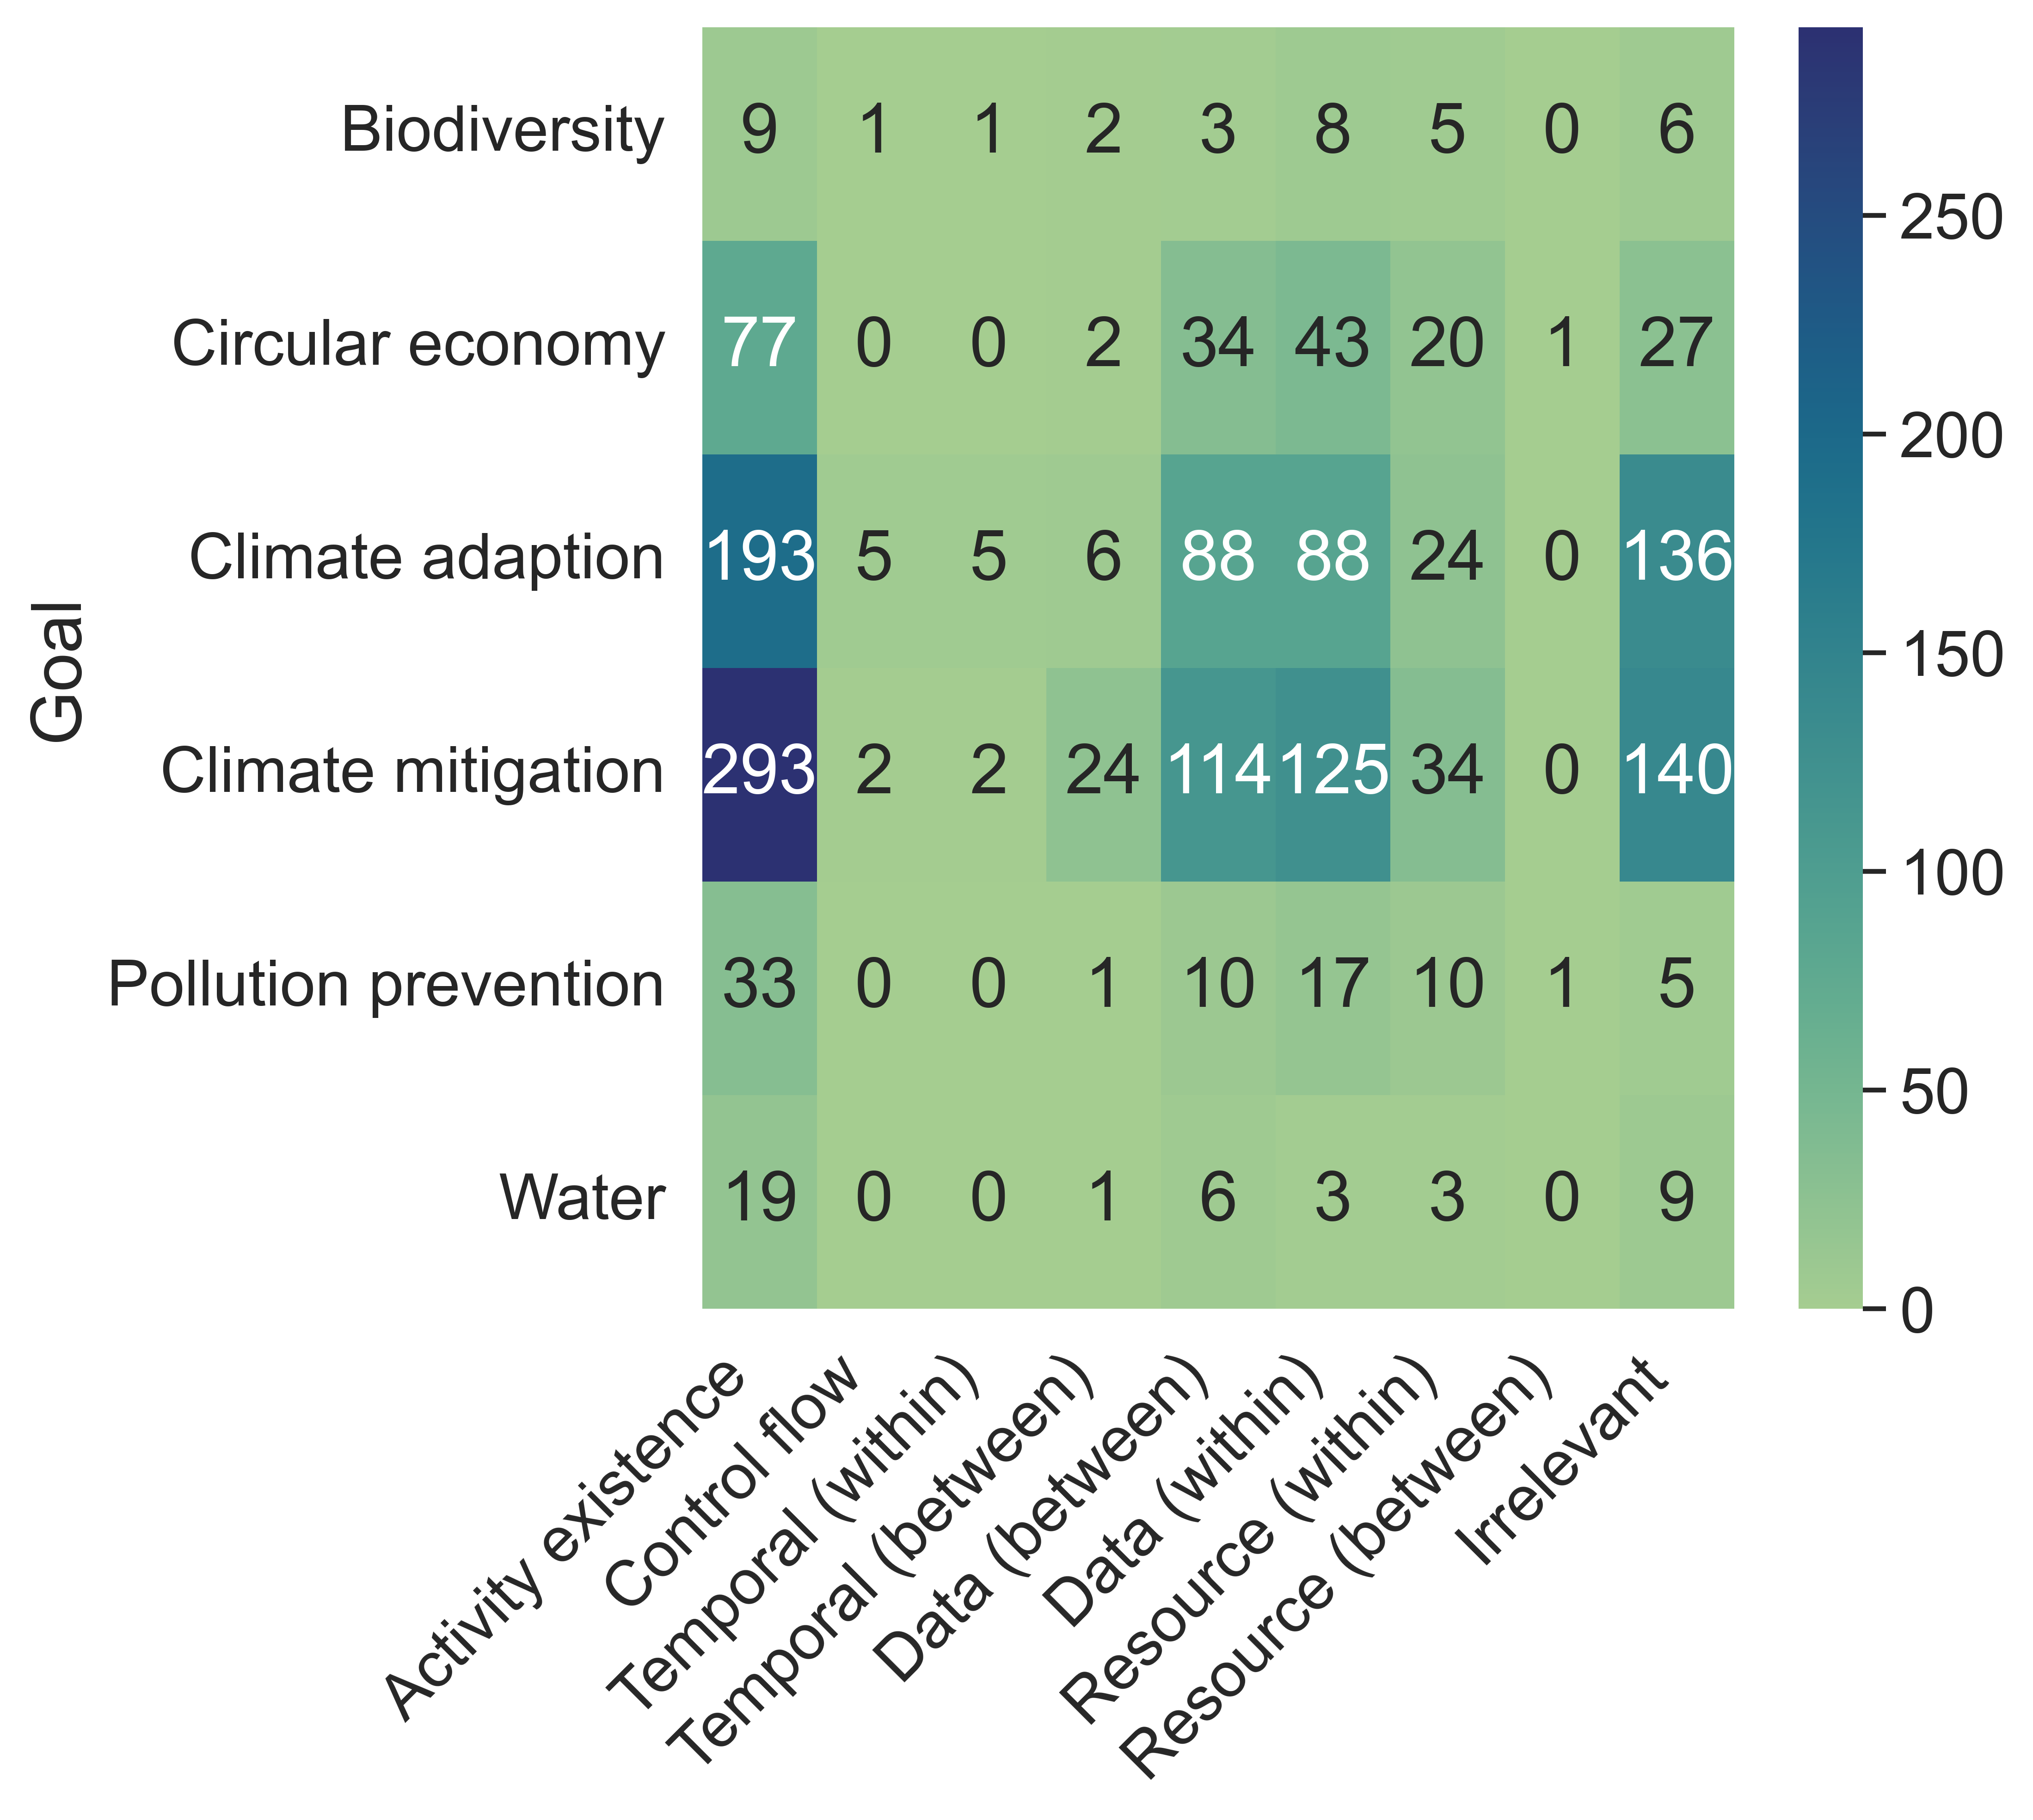 Goal
Biodiversity 9 1 1 2 3 8 5 0 6
Circular economy 77 0 0 2 34 43 20 1 27
Climate adaption 193 5 5 6 88 88 24 0 136
Climate mitigation 293 2 2 24 114 125 34 0 140
Pollution prevention 33 0 0 1 10 17 10 1 5
Water 19 0 0 1 6 3 3 0 9
Activity existence
Control flow
Temporal (within)
Temporal (between)
Data (between)
Data (within)
Resource (within)
Resource (between)
Irrelevant
250
200
150
100
50
0